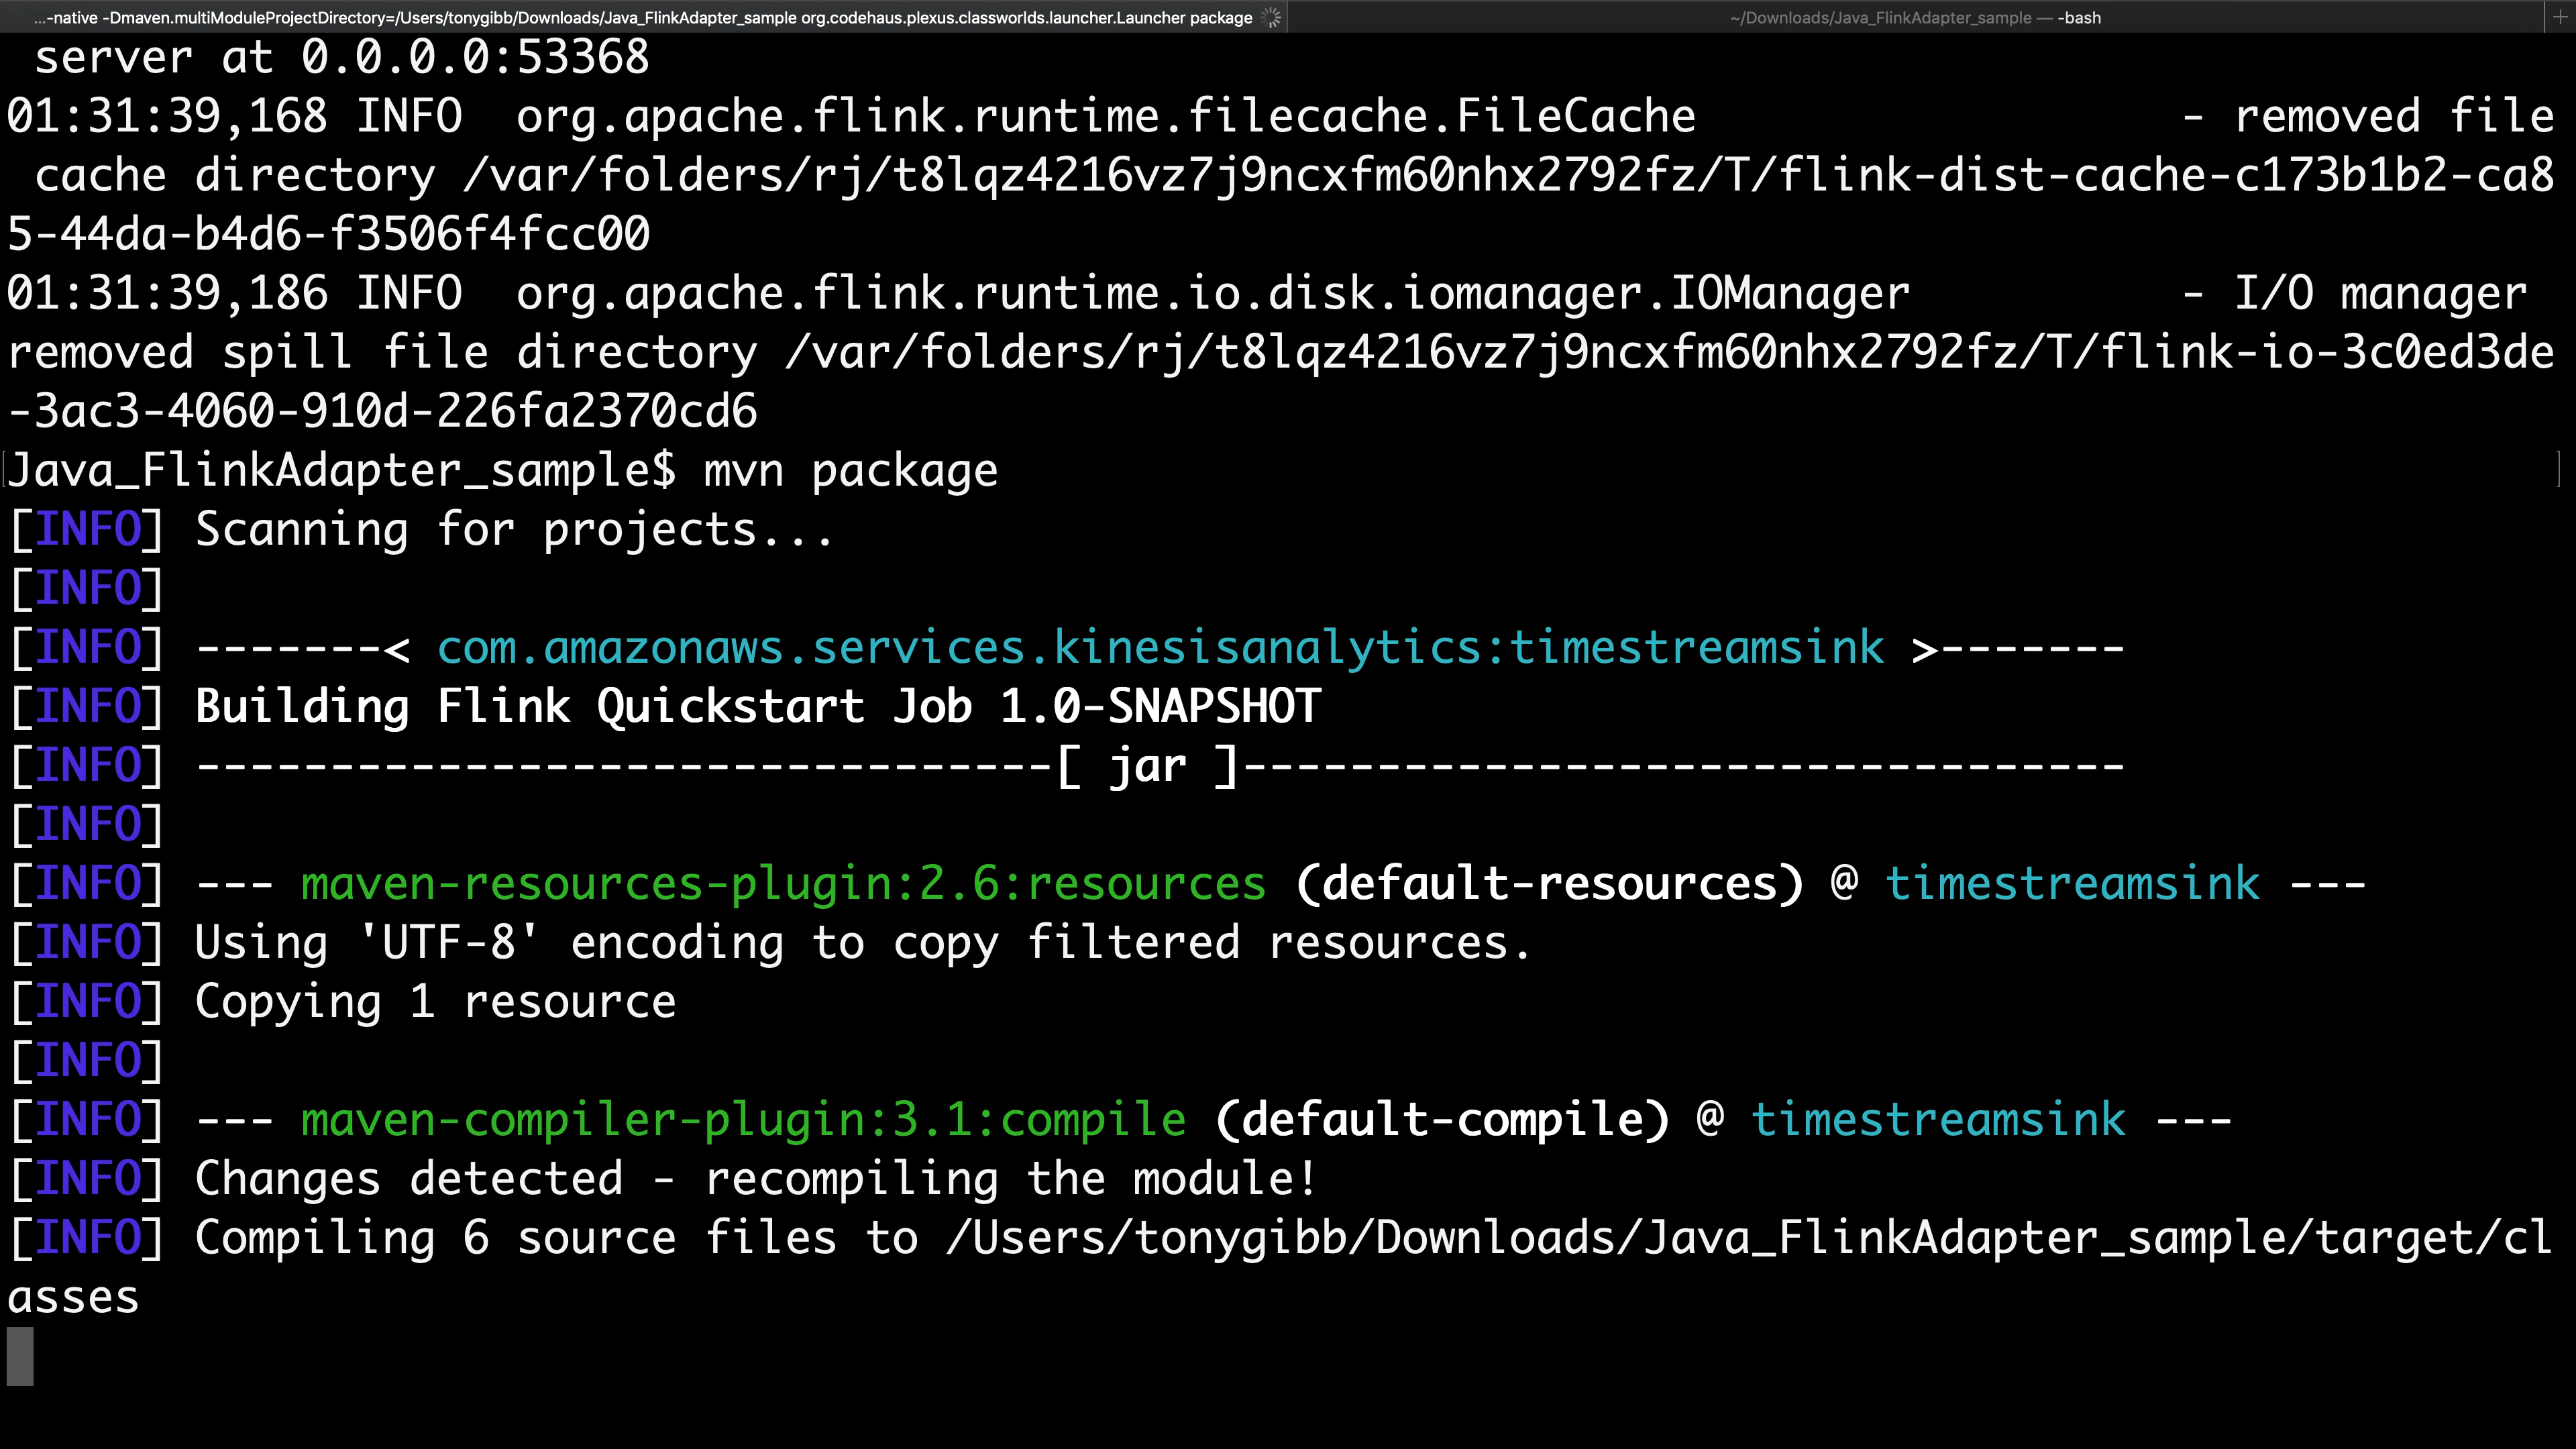 ...-native -Dmaven.multiModuleProjectDirectory=/Users/tonygibb/Downloads/Java_FlinkAdapter_sample org.codehaus.plexus.classworlds.launcher.Launcher package
~/Downloads/Java_FlinkAdapter_sample — -bash
server at 0.0.0.0:53368
01:31:39,168 INFO  org.apache.flink.runtime.filecache.FileCache                  - removed file
 cache directory /var/folders/rj/t8lqz4216vz7j9ncxfm60nhx2792fz/T/flink-dist-cache-c173b1b2-ca8
5-44da-b4d6-f3506f4fcc00
01:31:39,186 INFO  org.apache.flink.runtime.io.disk.iomanager.IOManager          - I/O manager
removed spill file directory /var/folders/rj/t8lqz4216vz7j9ncxfm60nhx2792fz/T/flink-io-3c0ed3de
-3ac3-4060-910d-226fa2370cd6
[Java_FlinkAdapter_sample$ mvn package ]
[INFO] Scanning for projects...
[INFO]
[INFO] -------< com.amazonaws.services.kinesisanalytics:timestreamsink >-------
[INFO] Building Flink Quickstart Job 1.0-SNAPSHOT
[INFO] --------------------------------[ jar ]---------------------------------
[INFO]
[INFO] --- maven-resources-plugin:2.6:resources (default-resources) @ timestreamsink ---
[INFO] Using 'UTF-8' encoding to copy filtered resources.
[INFO] Copying 1 resource
[INFO]
[INFO] --- maven-compiler-plugin:3.1:compile (default-compile) @ timestreamsink ---
[INFO] Changes detected - recompiling the module!
[INFO] Compiling 6 source files to /Users/tonygibb/Downloads/Java_FlinkAdapter_sample/target/cl
asses